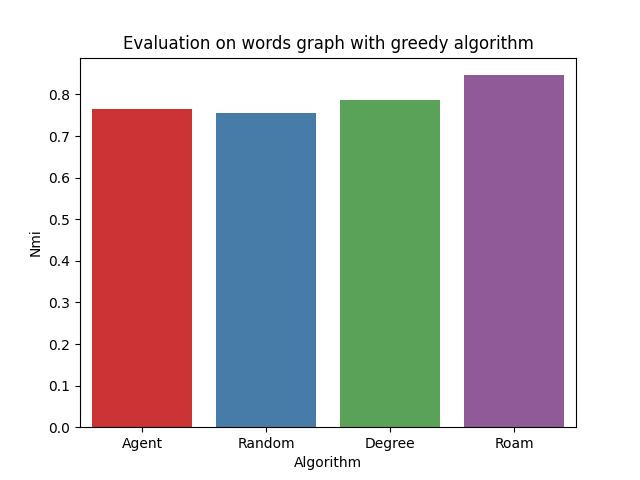 Evaluation on words graph with greedy algorithm
0.8
0.7
0.6
0.5
0.4
0.3
0.2
0.1
0.0
Nmi
Agent
Random
Degree
Roam
Algorithm